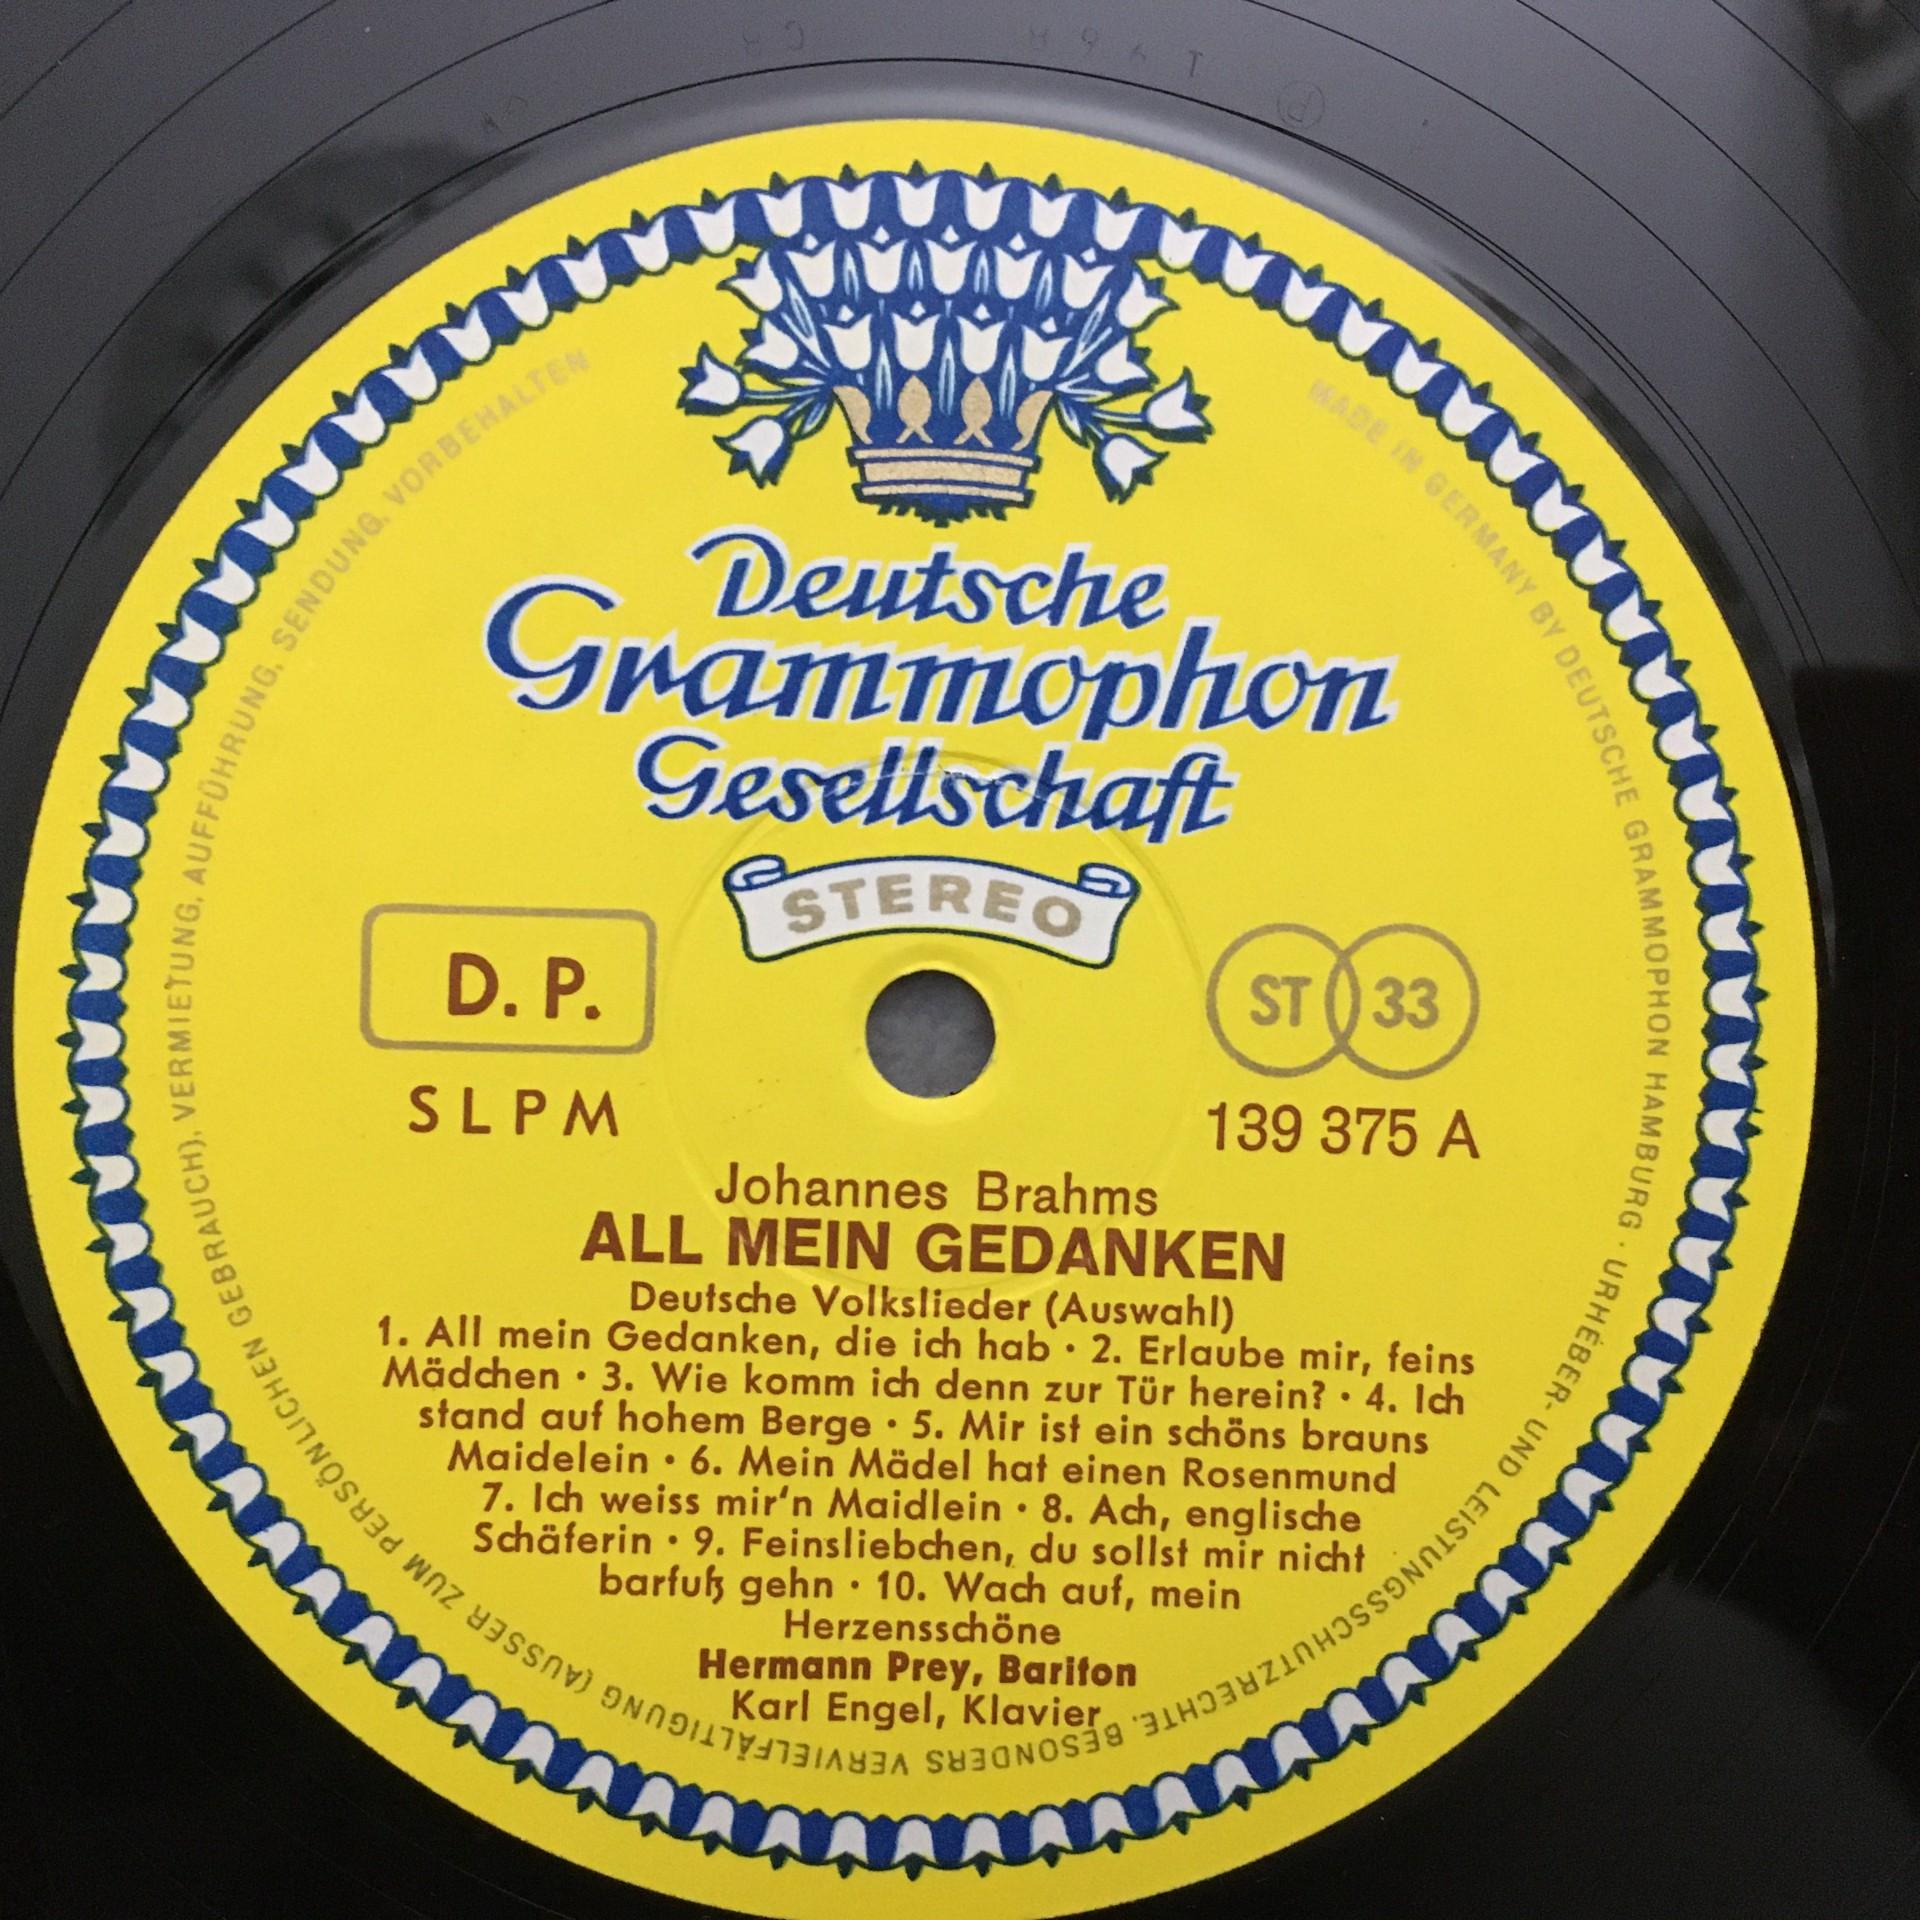 Deutsche
Grammophon
Gesellschaft
STEREO
D. P.
ST 33
SLPM
139 375 A
Johannes Brahms
ALL MEIN GEDANKEN
Deutsche Volkslieder (Auswahl)
1. All mein Gedanken, die ich hab · 2. Erlaube mir, feins
Mädchen · 3. Wie komm ich denn zur Tür herein? · 4. Ich
stand auf hohem Berge · 5. Mir ist ein schöns brauns
Maidelein · 6. Mein Mädel hat einen Rosenmund
7. Ich weiss mir'n Maidlein · 8. Ach, englische
Schäferin · 9. Feinsliebchen, du sollst mir nicht
barfuß gehn · 10. Wach auf, mein
Herzensschöne
Hermann Prey, Bariton
Karl Engel, Klavier
MADE IN GERMANY BY DEUTSCHE GRAMMOPHON HAMBURG · URHEBER- UND LEISTUNGSSCHUTZRECHTE, BESONDERS VERVIELFÄLTIGUNG (AUSSER ZUM PERSÖNLICHEN GEBRAUCH), VERMIETUNG, AUFFÜHRUNG, SENDUNG, VORBEHALTEN